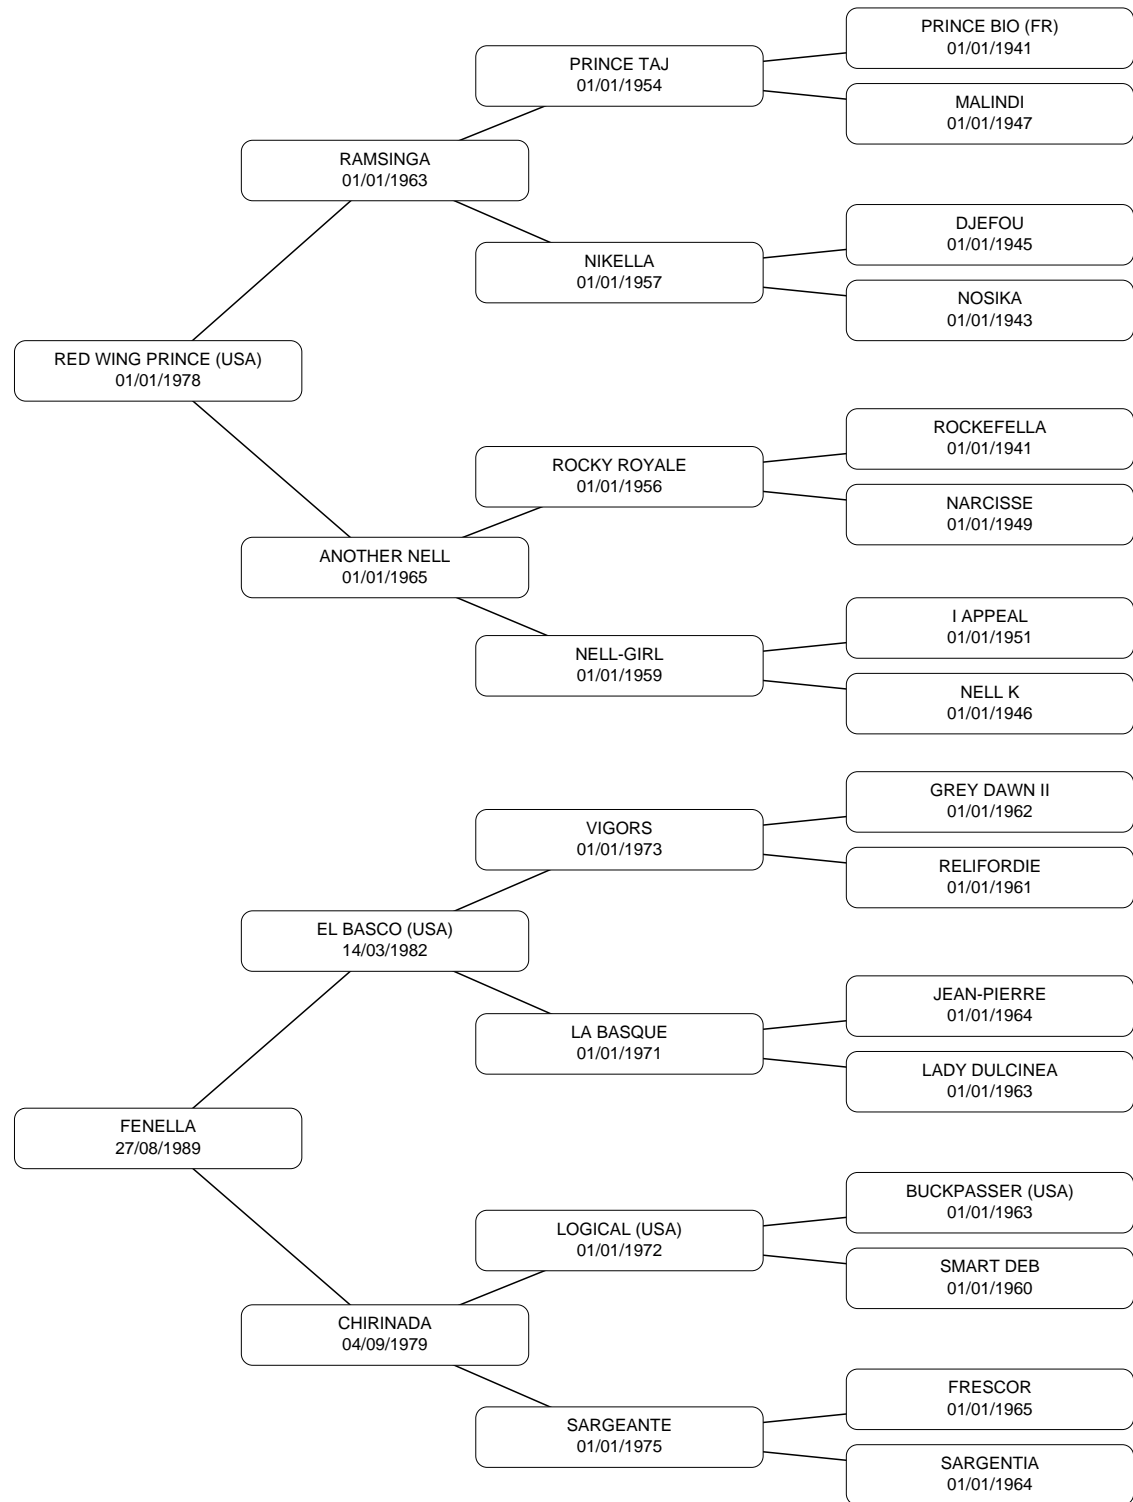 PRINCE BIO (FR)
01/01/1941
PRINCE TAJ
01/01/1954
MALINDI
01/01/1947
RAMSINGA
01/01/1963
DJEFOU
01/01/1945
NIKELLA
01/01/1957
NOSIKA
01/01/1943
RED WING PRINCE (USA)
01/01/1978
ROCKEFELLA
01/01/1941
ROCKY ROYALE
01/01/1956
NARCISSE
01/01/1949
ANOTHER NELL
01/01/1965
I APPEAL
01/01/1951
NELL-GIRL
01/01/1959
NELL K
01/01/1946
GREY DAWN II
01/01/1962
VIGORS
01/01/1973
RELIFORDIE
01/01/1961
EL BASCO (USA)
14/03/1982
JEAN-PIERRE
01/01/1964
LA BASQUE
01/01/1971
LADY DULCINEA
01/01/1963
FENELLA
27/08/1989
BUCKPASSER (USA)
01/01/1963
LOGICAL (USA)
01/01/1972
SMART DEB
01/01/1960
CHIRINADA
04/09/1979
FRESCOR
01/01/1965
SARGEANTE
01/01/1975
SARGENTIA
01/01/1964